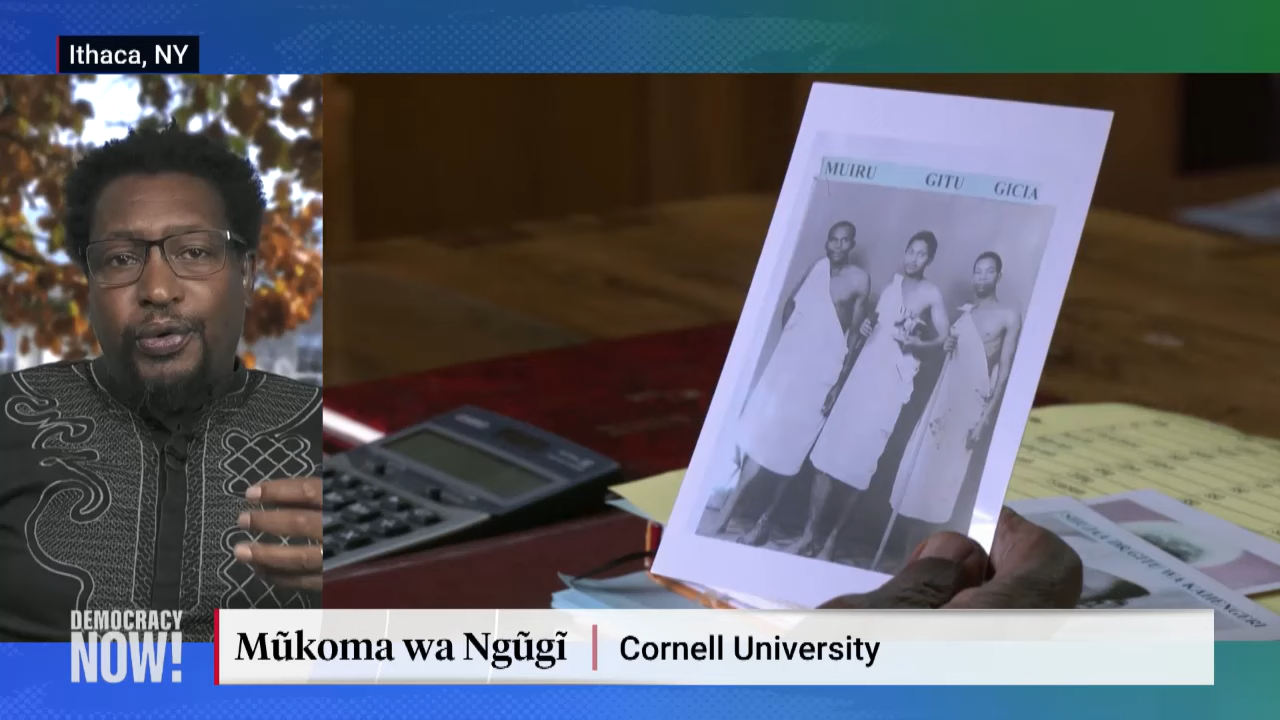 Ithaca, NY
MUIRU GITU GICIA
DEMOCRACY
NOW!
Mũkoma wa Ngũgĩ
Cornell University